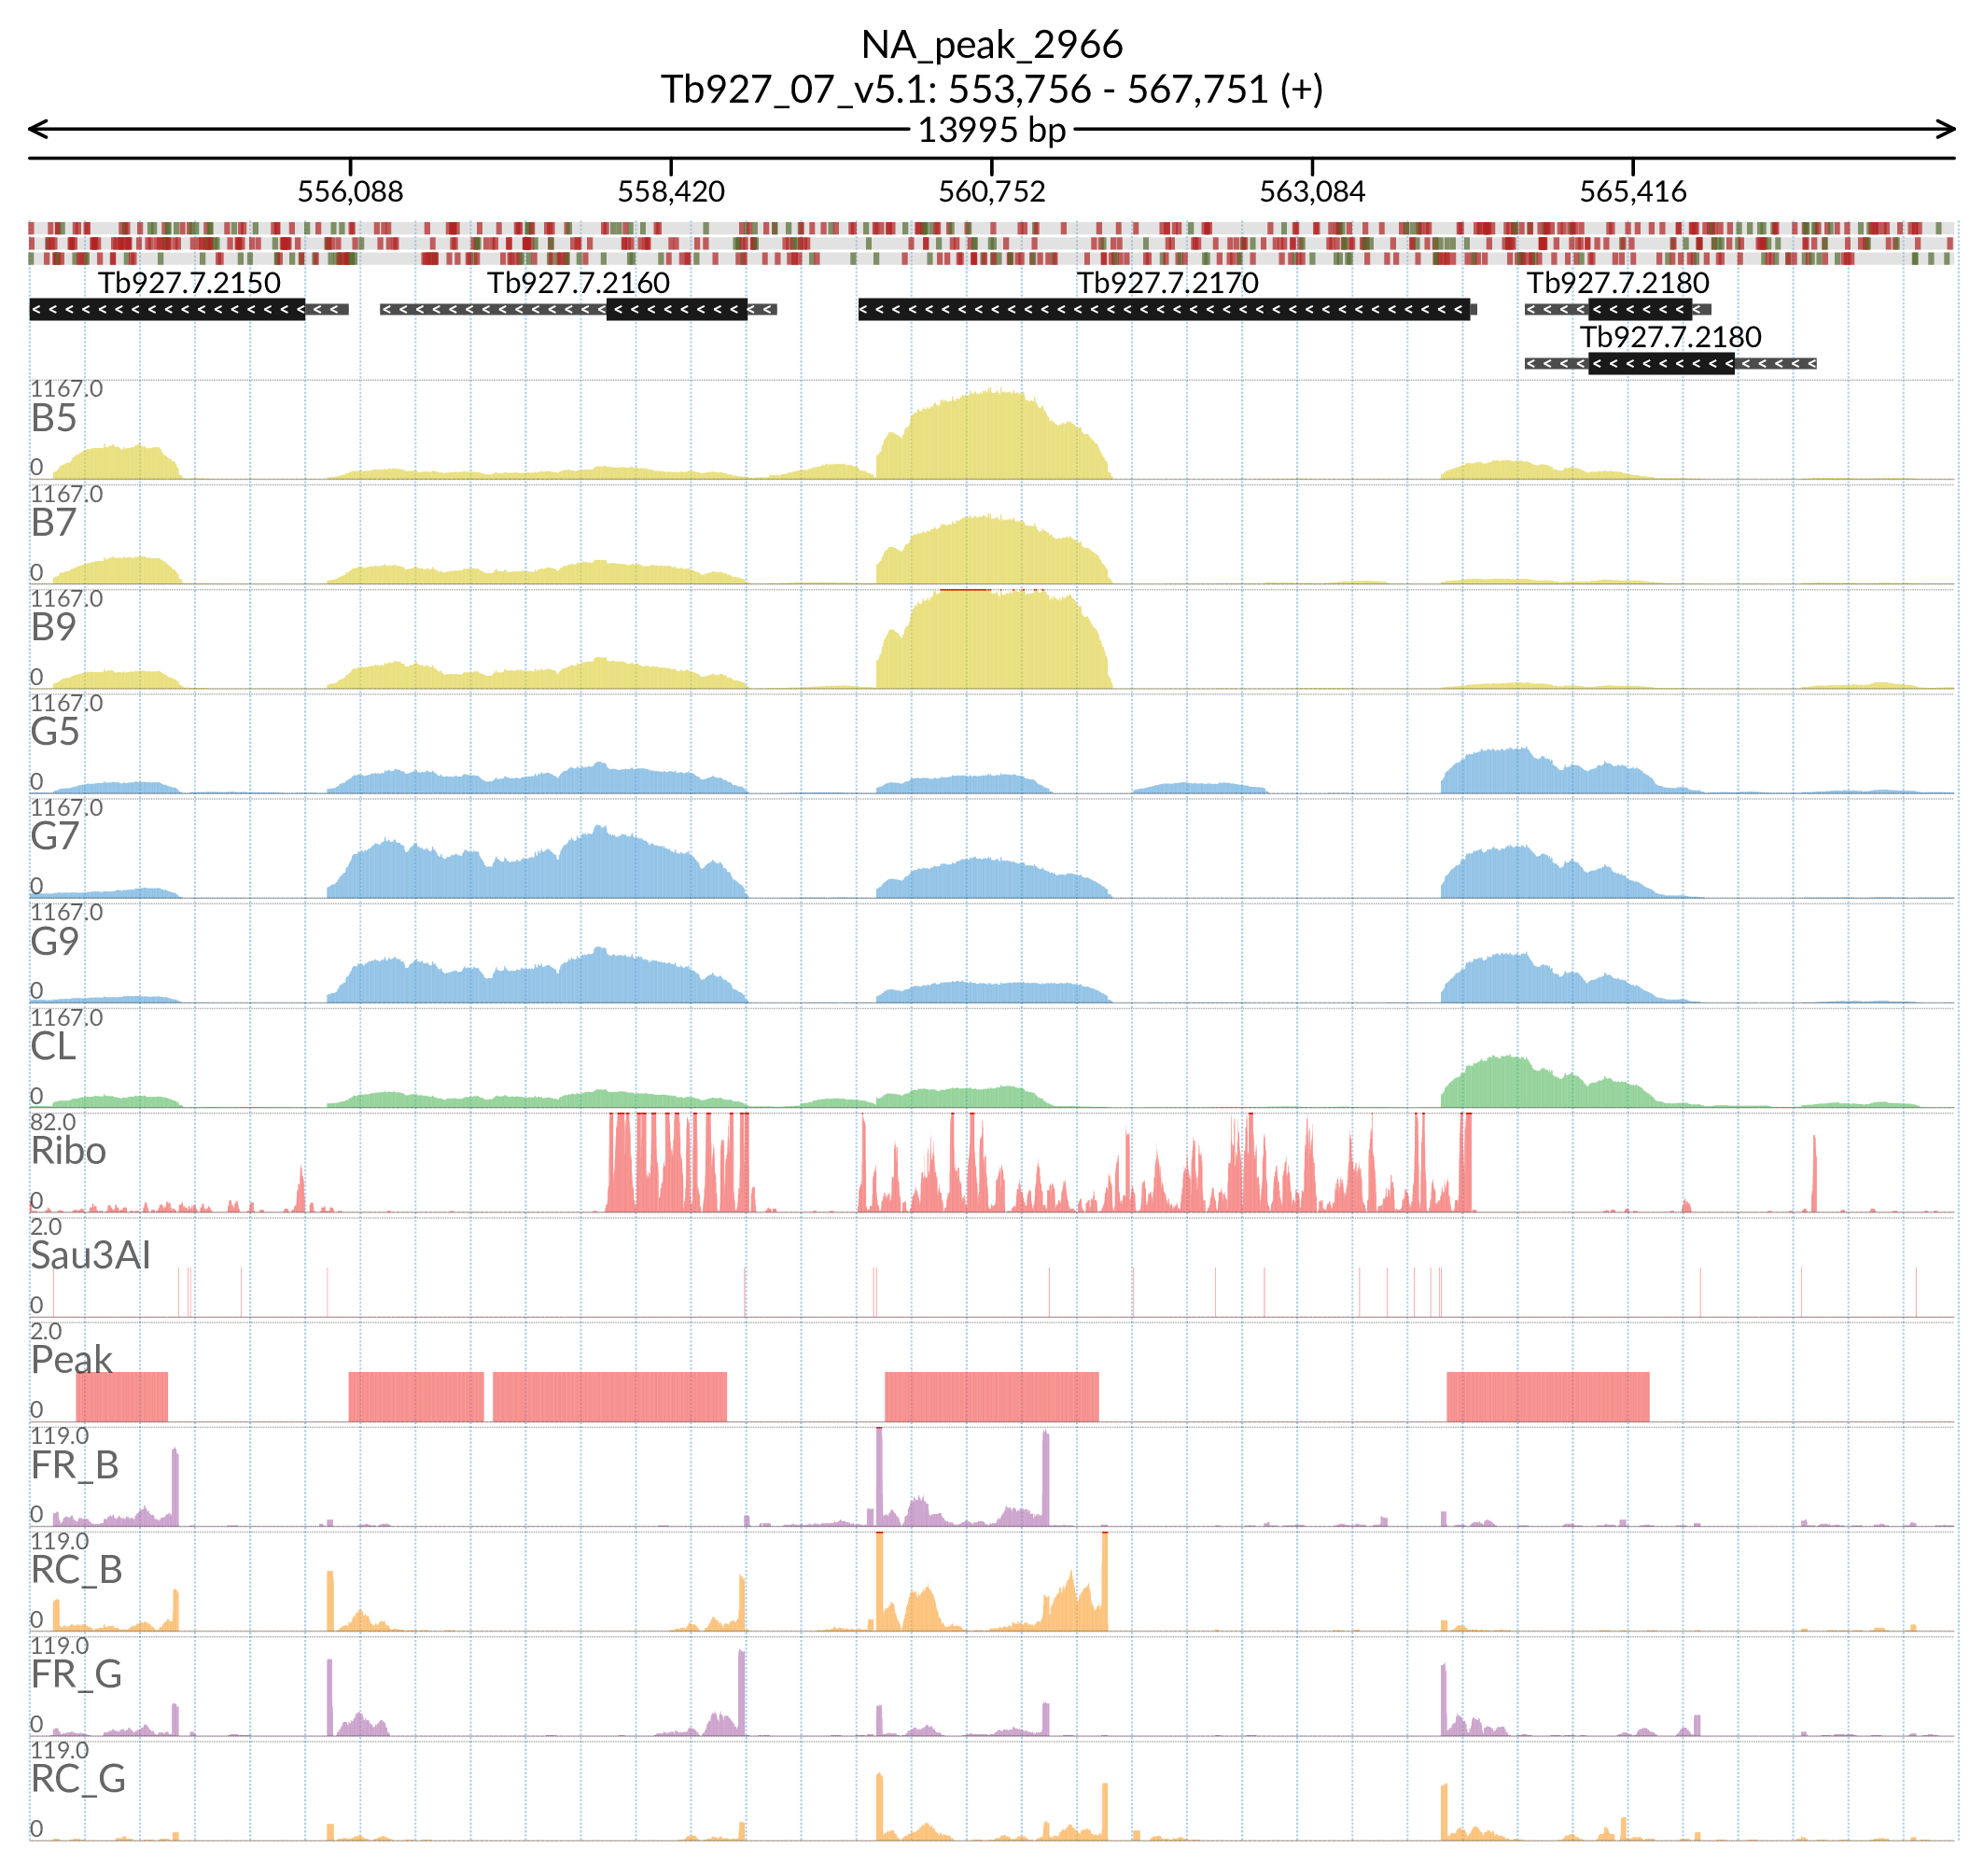 NA_peak_2966
Tb927_07_v5.1: 553,756 - 567,751 (+)
13995 bp
556,088 558,420 560,752 563,084 565,416
Tb927.7.2150 Tb927.7.2160 Tb927.7.2170 Tb927.7.2180
Tb927.7.2180
1167.0
B5
0
1167.0
B7
0
1167.0
B9
0
1167.0
G5
0
1167.0
G7
0
1167.0
G9
0
1167.0
CL
0
82.0
Ribo
0
2.0
Sau3AI
0
2.0
Peak
0
119.0
FR_B
0
119.0
RC_B
0
119.0
FR_G
0
119.0
RC_G
0